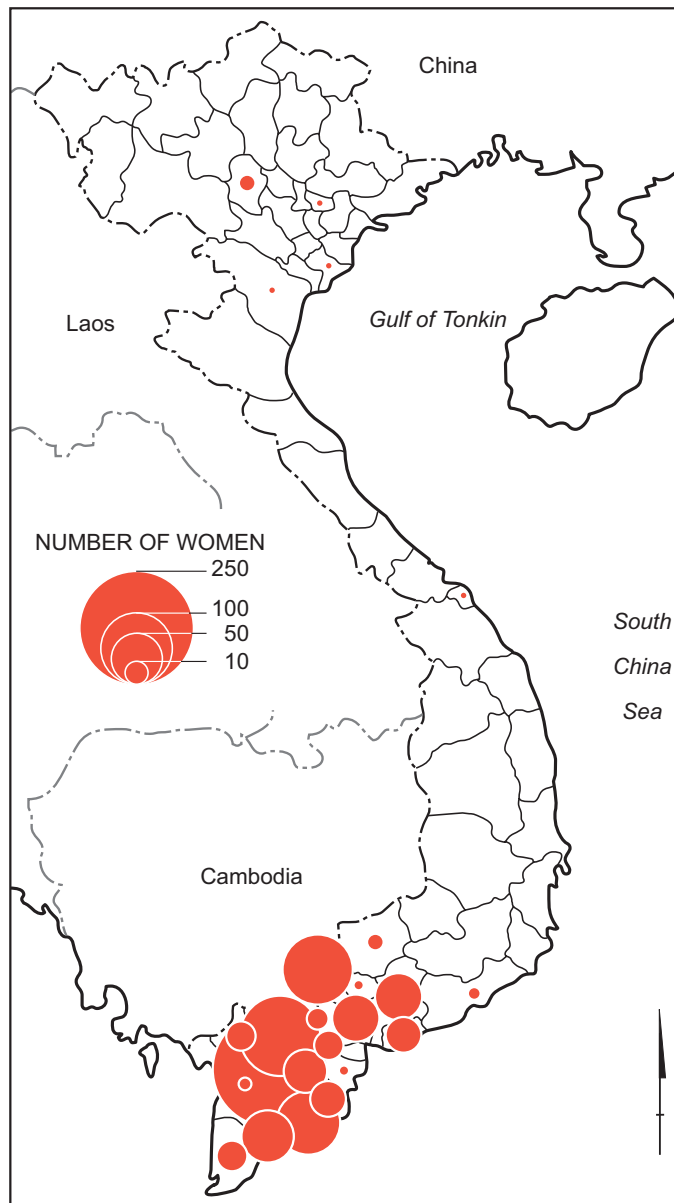 China
Laos
Gulf of Tonkin
NUMBER OF WOMEN
250
100
50
10
South
China
Sea
Cambodia